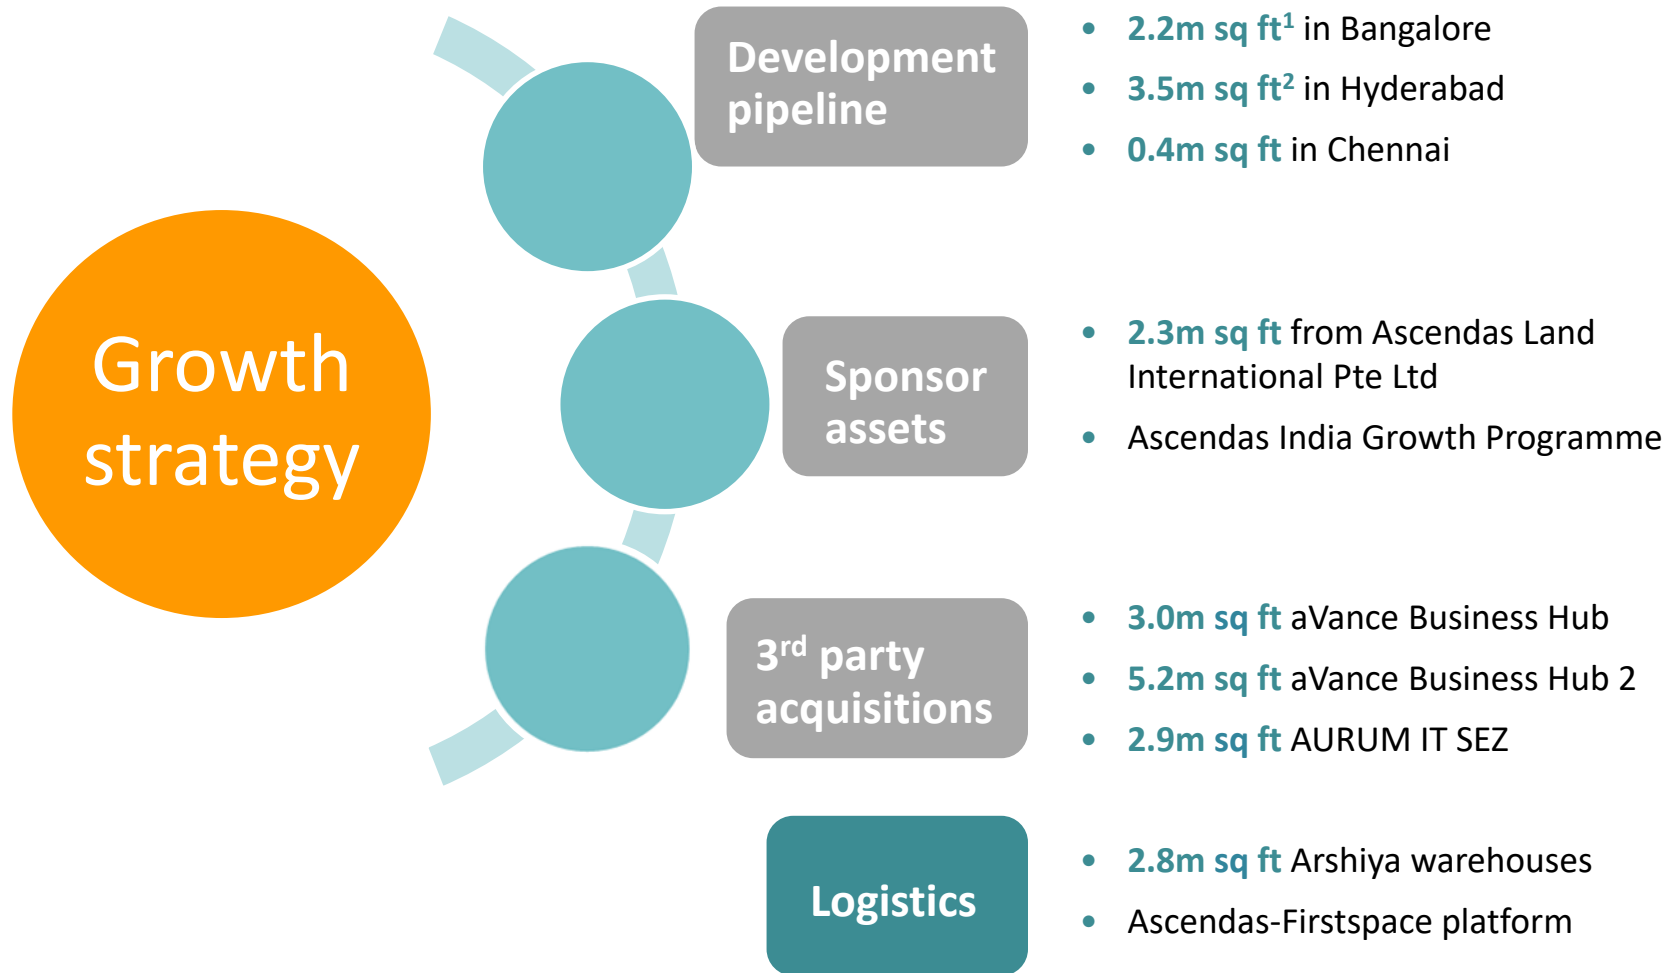 Growth
strategy
Development
pipeline
• 2.2m sq ft¹ in Bangalore
• 3.5m sq ft² in Hyderabad
• 0.4m sq ft in Chennai
Sponsor
assets
• 2.3m sq ft from Ascendas Land
International Pte Ltd
• Ascendas India Growth Programme
3rd party
acquisitions
• 3.0m sq ft aVance Business Hub
• 5.2m sq ft aVance Business Hub 2
• 2.9m sq ft AURUM IT SEZ
Logistics
• 2.8m sq ft Arshiya warehouses
• Ascendas-Firstspace platform